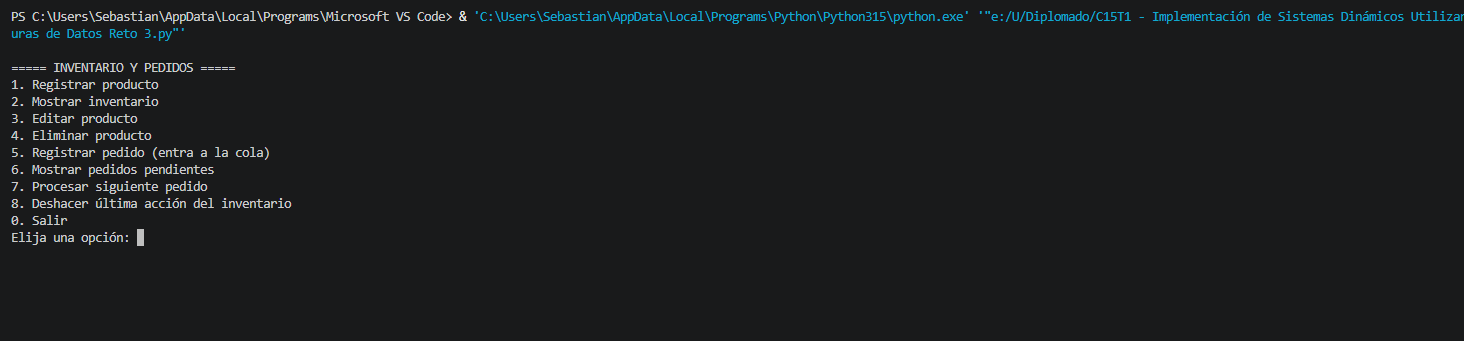 PS C:\Users\Sebastian\AppData\Local\Programs\Microsoft VS Code> & 'C:\Users\Sebastian\AppData\Local\Programs\Python\Python315\python.exe' '"e:/U/Diplomado/C15T1 - Implementación de Sistemas Dinámicos Utilizan
uras de Datos Reto 3.py"'
===== INVENTARIO Y PEDIDOS =====
1. Registrar producto
2. Mostrar inventario
3. Editar producto
4. Eliminar producto
5. Registrar pedido (entra a la cola)
6. Mostrar pedidos pendientes
7. Procesar siguiente pedido
8. Deshacer última acción del inventario
0. Salir
Elija una opción: